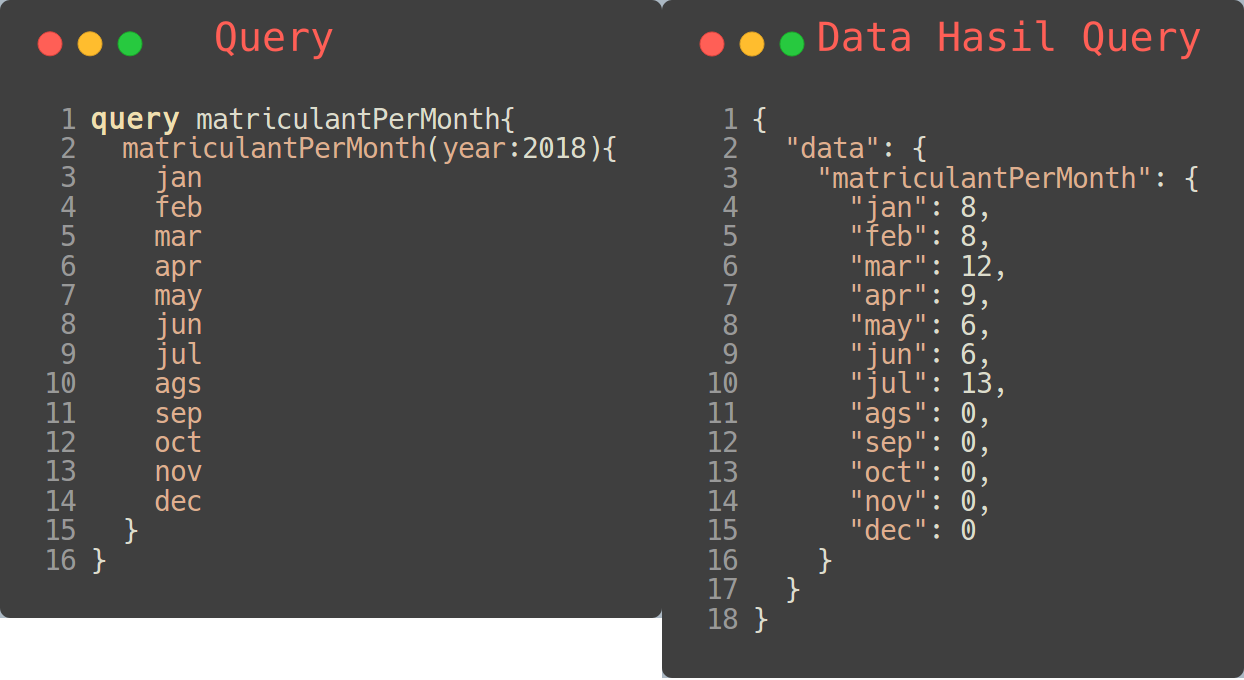 Query
1 query matriculantPerMonth{
2   matriculantPerMonth(year:2018){
3     jan
4     feb
5     mar
6     apr
7     may
8     jun
9     jul
10     ags
11     sep
12     oct
13     nov
14     dec
15   }
16 }
Data Hasil Query
1 {
2   "data": {
3     "matriculantPerMonth": {
4       "jan": 8,
5       "feb": 8,
6       "mar": 12,
7       "apr": 9,
8       "may": 6,
9       "jun": 6,
10       "jul": 13,
11       "ags": 0,
12       "sep": 0,
13       "oct": 0,
14       "nov": 0,
15       "dec": 0
16     }
17   }
18 }